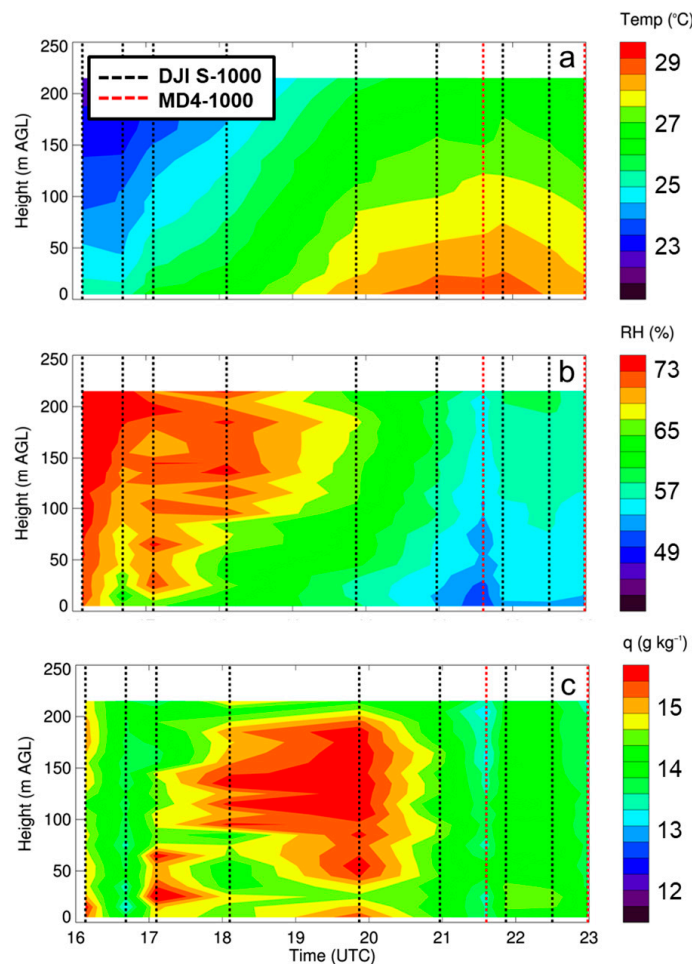 Temp (°C)
a
250
200
150
100
50
0
Height (m AGL)
DJI S-1000
MD4-1000
29
27
25
23
RH (%)
b
250
200
150
100
50
0
Height (m AGL)
73
65
57
49
q (g kg⁻¹)
c
250
200
150
100
50
0
Height (m AGL)
15
14
13
12
16 17 18 19 20 21 22 23
Time (UTC)